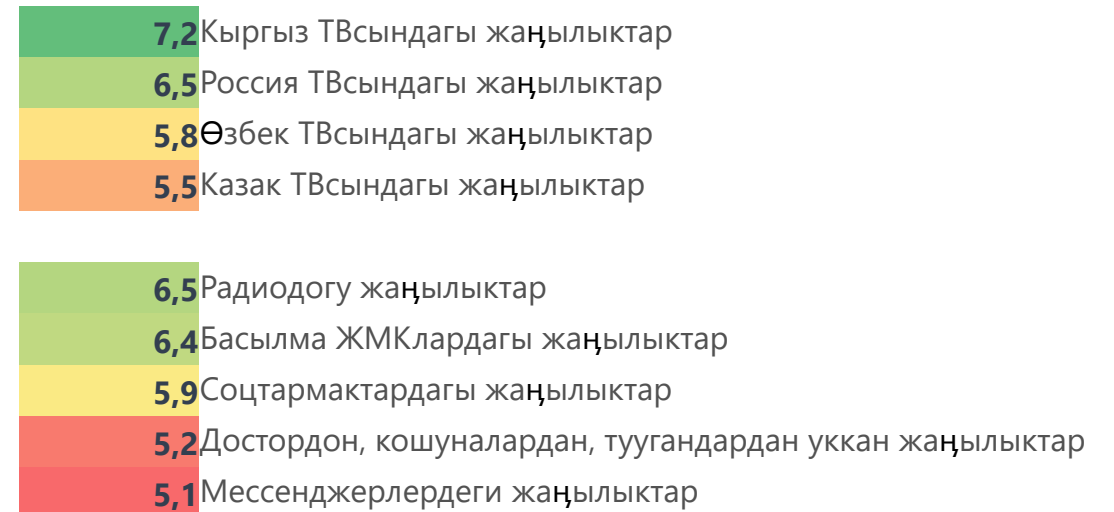 7,2 Кыргыз ТВсындагы жаңылыктар
6,5 Россия ТВсындагы жаңылыктар
5,8 Өзбек ТВсындагы жаңылыктар
5,5 Казак ТВсындагы жаңылыктар
6,5 Радиодогу жаңылыктар
6,4 Басылма ЖМКлардагы жаңылыктар
5,9 Соцтармактардагы жаңылыктар
5,2 Достордон, кошуналардан, туугандардан уккан жаңылыктар
5,1 Мессенджерлердеги жаңылыктар